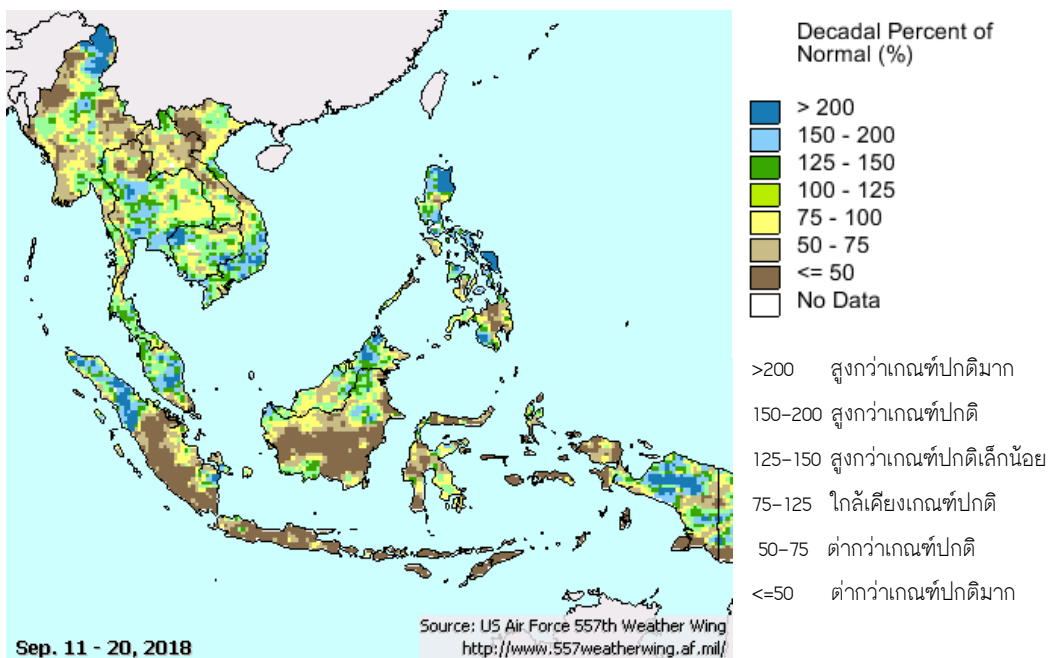 Decadal Percent of
Normal (%)
> 200
150 - 200
125 - 150
100 - 125
75 - 100
50 - 75
<= 50
No Data
>200 สูงกว่าเกณฑ์ปกติมาก
150-200 สูงกว่าเกณฑ์ปกติ
125-150 สูงกว่าเกณฑ์ปกติเล็กน้อย
75-125 ใกล้เคียงเกณฑ์ปกติ
50-75 ต่ากว่าเกณฑ์ปกติ
<=50 ต่ากว่าเกณฑ์ปกติมาก
Source: US Air Force 557th Weather Wing
Sep. 11 - 20, 2018 http://www.557weatherwing.af.mil/